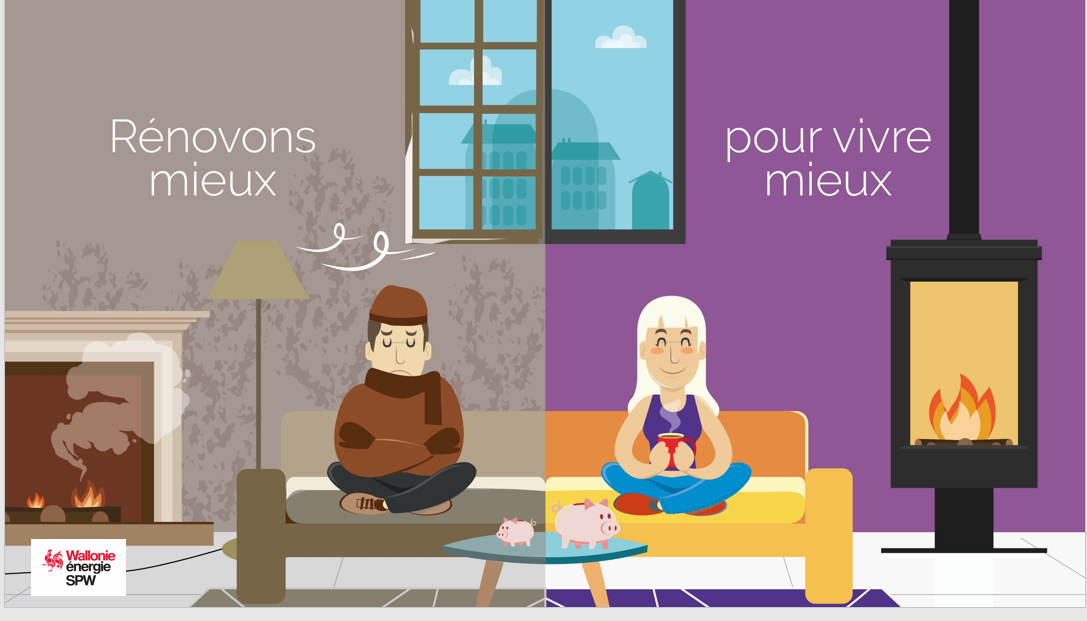 Rénovons
mieux
pour vivre
mieux
Wallonie
énergie
SPW